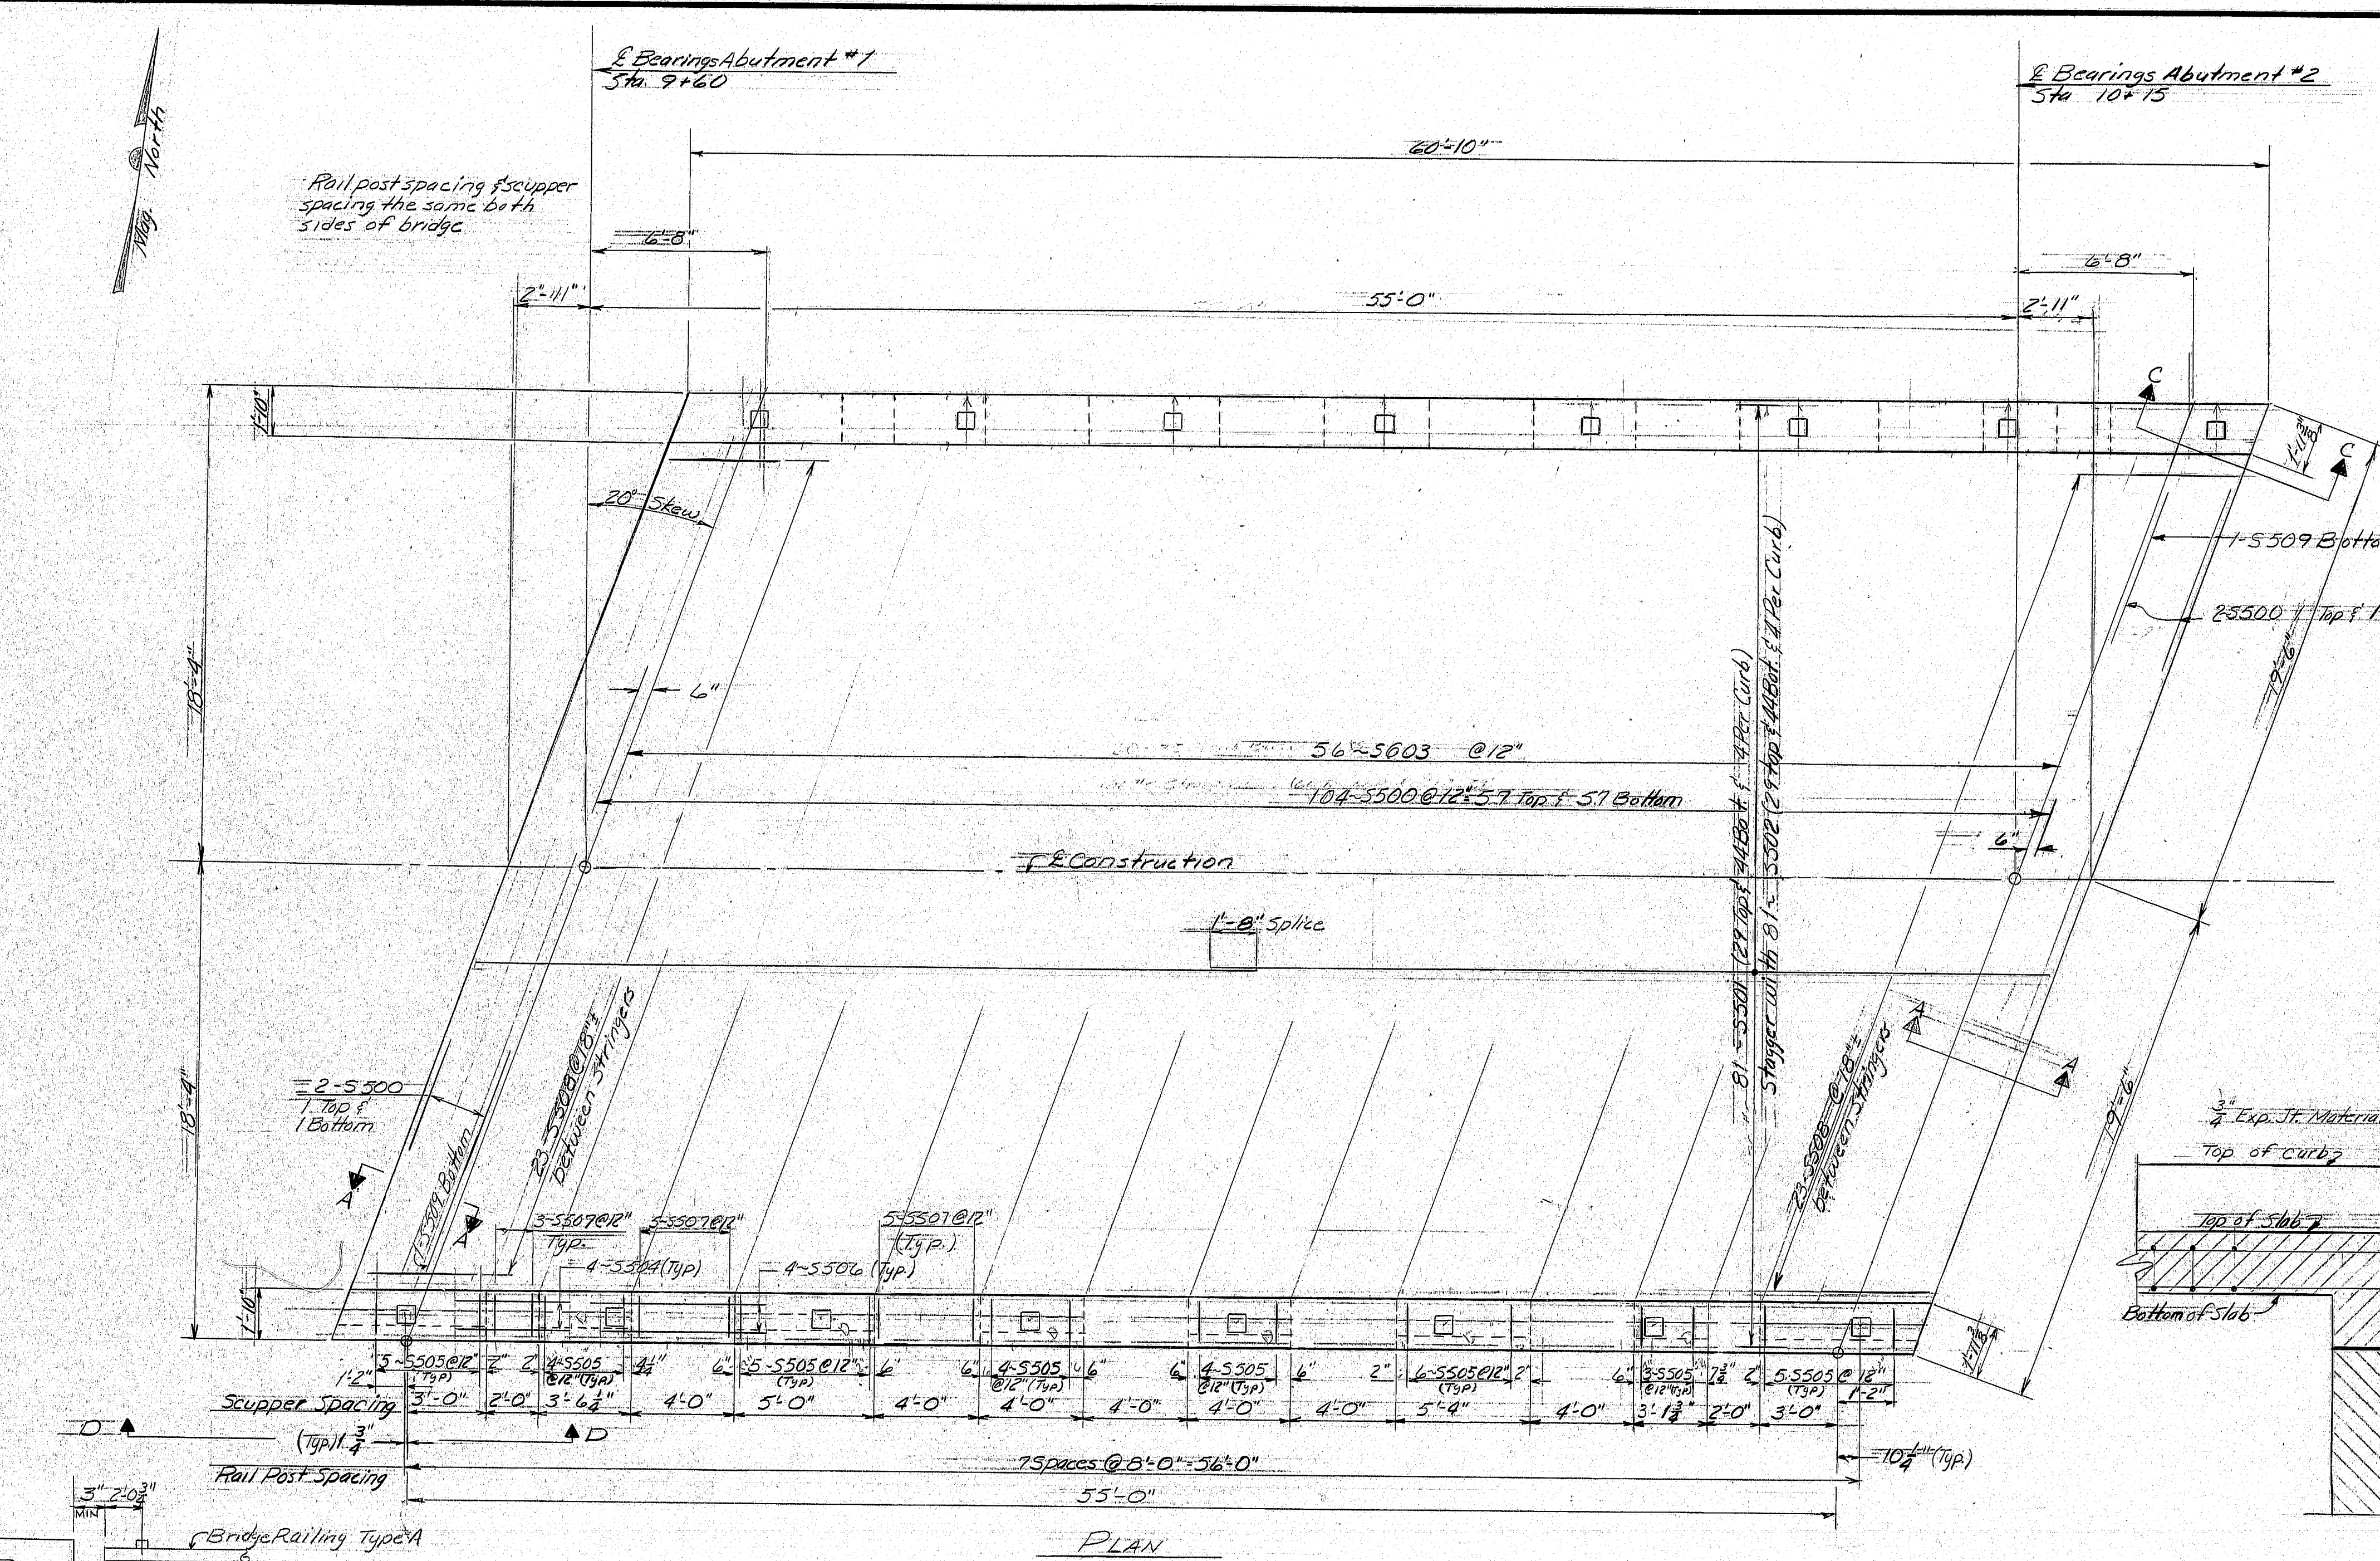 ℄ Bearings Abutment #1
Sta. 9+60
℄ Bearings Abutment #2
Sta 10+15
60'-10"
Mag. North
Rail post spacing & scupper
spacing the same both
sides of bridge
6'-8"
6'-8"
2'-11"
55'-0"
2'-11"
C
C
1'-10"
1'-11 3/8"
20° Skew
1-S509
2-S500 1 Top & 1
18'-4"
19'-6"
6"
56~S603 @12"
104~S500@12"=57 Top & 57 Bottom
6"
℄ Construction
1'-8" Splice
81~S501 (29 Top & 44 Bot. & 4 Per Curb)
Stagger with 81~S502 (29 top & 44 Bot. & 4 Per Curb)
23~S508@18"±
between Stringers
23~S508@18"±
between Stringers
A
A
2-S500
1 Top &
1 Bottom
1-S509 Bottom
18'-4"
19'-6"
A
A
3/4" Exp. Jt. Materia
Top of curb
Top of Slab
Bottom of Slab
3-S507@12"
Typ.
5-S507@12"
5-S507@12"
(Typ.)
4~S504 (Typ)
4~S506 (Typ.)
1'-10"
1'-11 3/8"
1'-2"
5~S505@12"
(Typ)
2"
2"
4-S505
@12" (Typ)
4 1/4"
6"
5~S505@12"
(Typ)
6"
6"
4~S505
@12" (Typ)
6"
6"
4~S505
@12" (Typ)
6"
2"
6~S505@12"
(Typ)
2"
6"
3-S505
@12" (Typ)
7 3/4"
2"
5-S505@12"
(Typ)
1'-2"
Scupper Spacing
3'-0"
2'-0"
3'-6 1/4"
4'-0"
5'-0"
4'-0"
4'-0"
4'-0"
4'-0"
4'-0"
5'-4"
4'-0"
3'-1 3/4"
2'-0"
3'-0"
D
D
(Typ.) 1 3/4"
10 1/4" (Typ.)
Rail Post Spacing
7 Spaces @ 8'-0"=56'-0"
55'-0"
3"
MIN
2'-0 3/4"
Bridge Railing Type A
PLAN